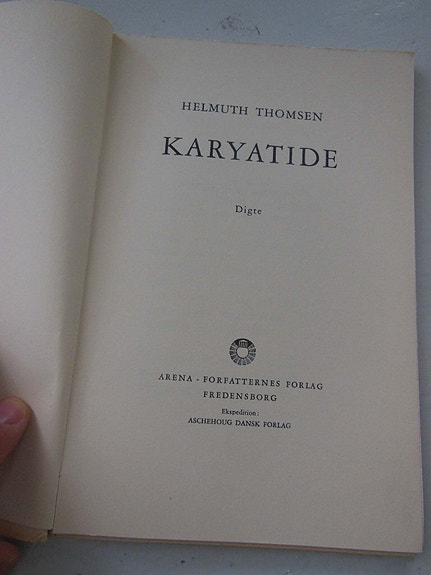 HELMUTH THOMSEN
KARYATIDE
Digte
ARENA - FORFATTERNES FORLAG
FREDENSBORG
Ekspedition:
ASCHEHOUG DANSK FORLAG